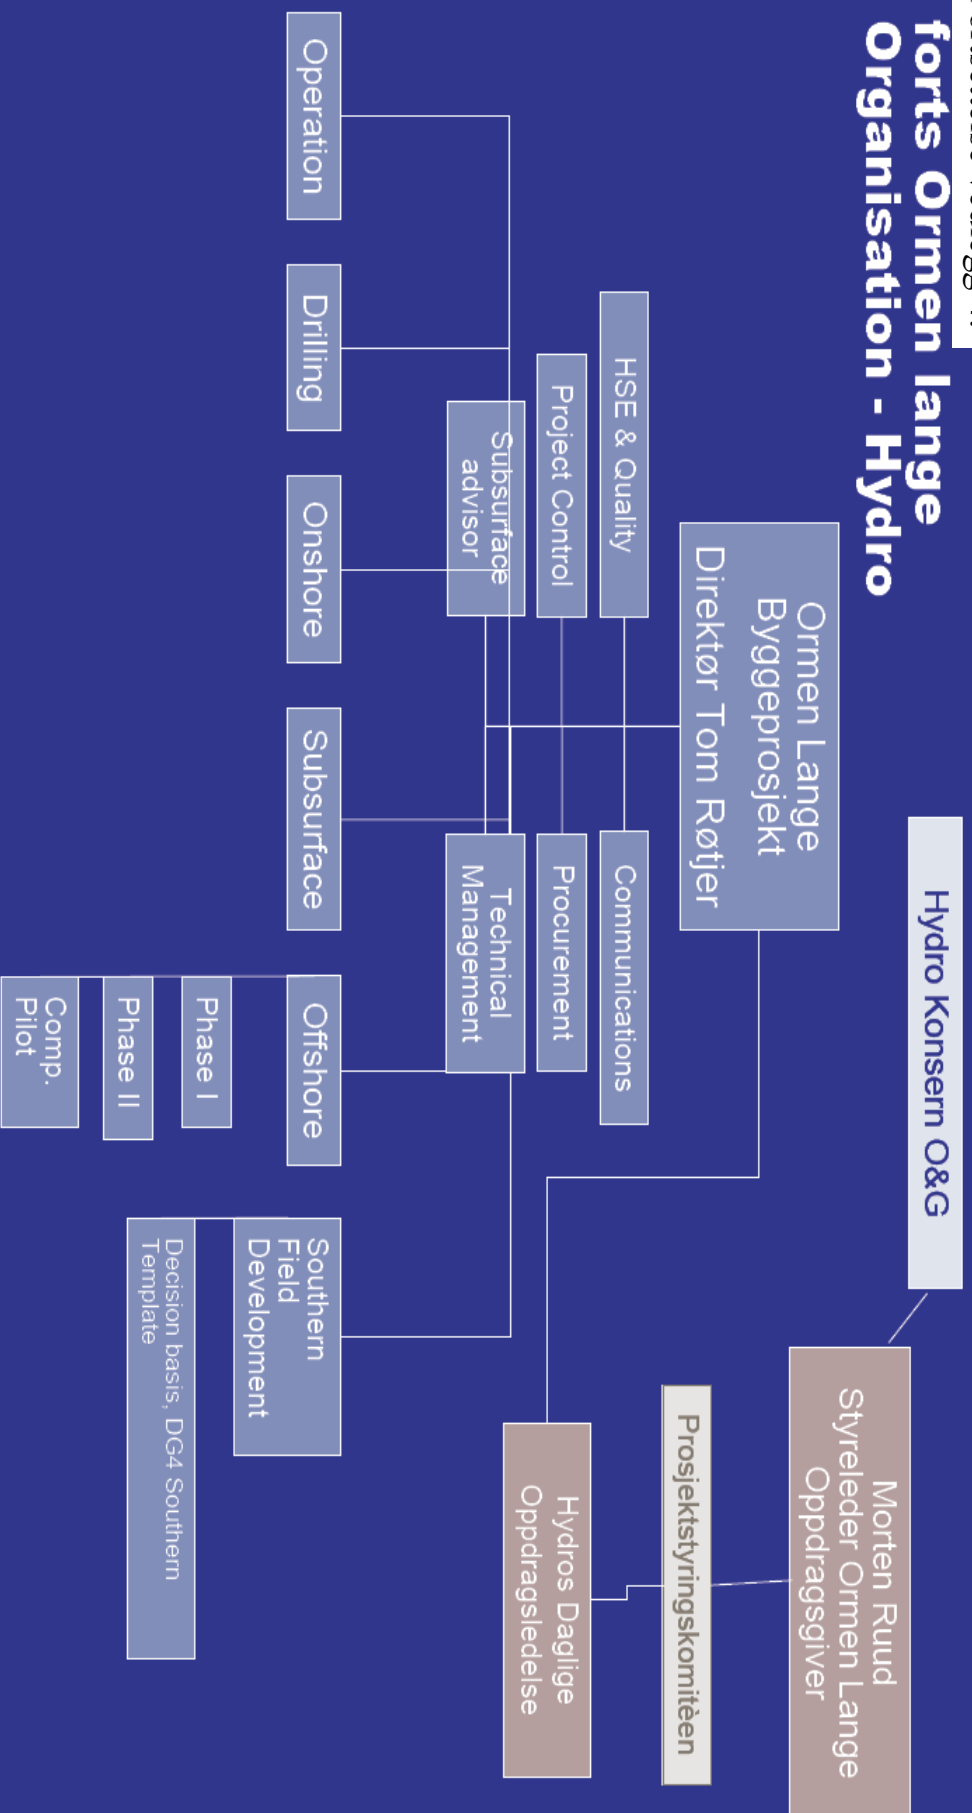 forts Ormen lange
Organisation - Hydro
Hydro Konsern O&G
Morten Ruud
Styreleder Ormen Lange
Oppdragsgiver
Ormen Lange
Byggeprosjekt
Direktør Tom Røtjer
Prosjektstyringskomitèen
HSE & Quality
Communications
Project Control
Procurement
Hydros Daglige
Oppdragsledelse
Subsurface
advisor
Technical
Management
Operation
Drilling
Onshore
Subsurface
Offshore
Southern
Field
Development
Phase I
Phase II
Comp.
Pilot
Decision basis, DG4 Southern
Template